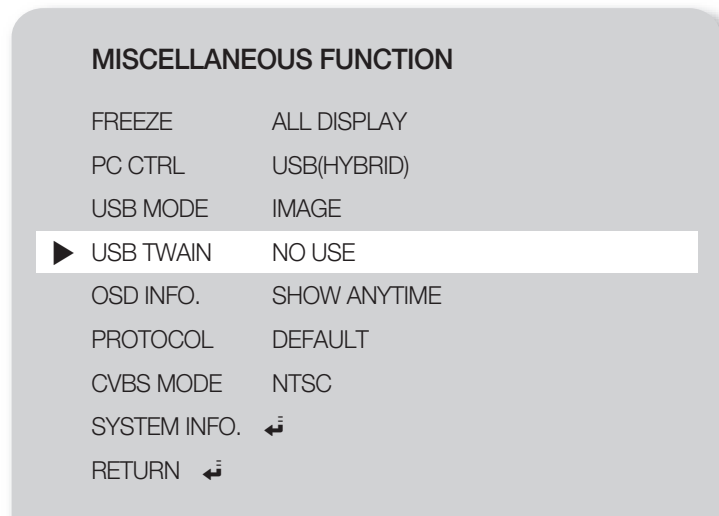 MISCELLANEOUS FUNCTION
FREEZE ALL DISPLAY
PC CTRL USB(HYBRID)
USB MODE IMAGE
USB TWAIN NO USE
OSD INFO. SHOW ANYTIME
PROTOCOL DEFAULT
CVBS MODE NTSC
SYSTEM INFO.
RETURN